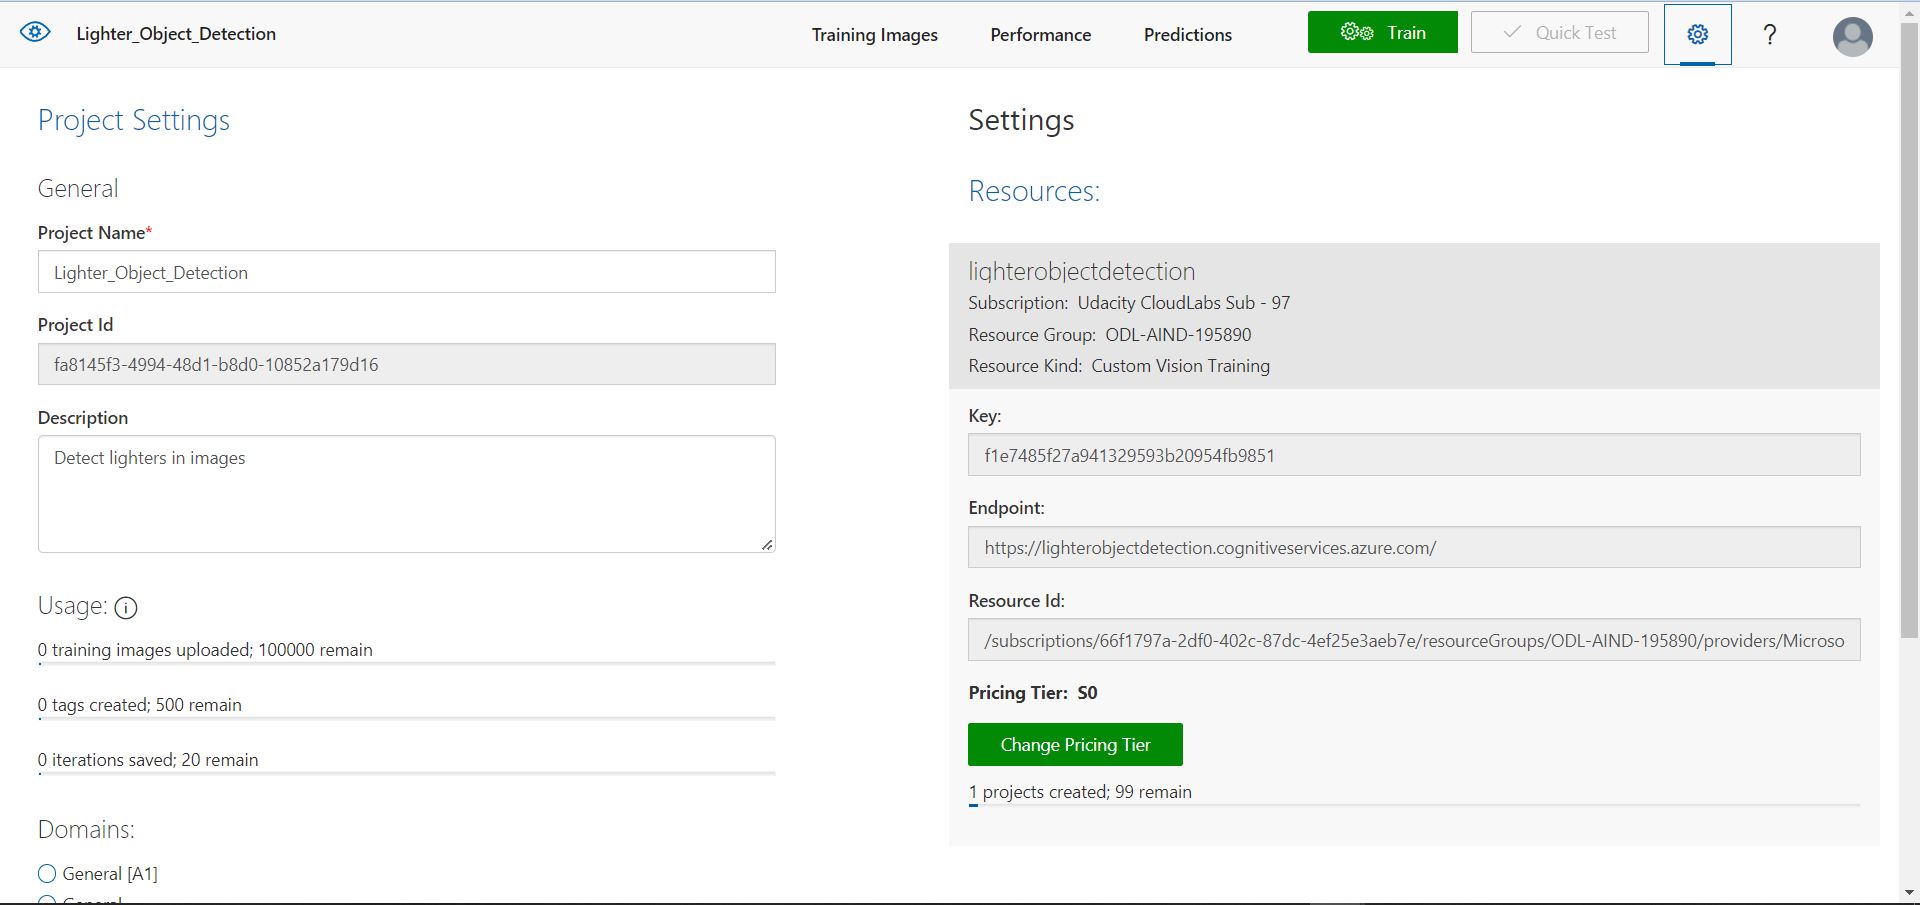 Lighter_Object_Detection
Training Images
Performance
Predictions
Train
Quick Test
?
Project Settings
General
Project Name*
Lighter_Object_Detection
Project Id
fa8145f3-4994-48d1-b8d0-10852a179d16
Description
Detect lighters in images
Usage:
0 training images uploaded; 100000 remain
0 tags created; 500 remain
0 iterations saved; 20 remain
Domains:
General [A1]
General
Settings
Resources:
lighterobjectdetection
Subscription: Udacity CloudLabs Sub - 97
Resource Group: ODL-AIND-195890
Resource Kind: Custom Vision Training
Key:
f1e7485f27a941329593b20954fb9851
Endpoint:
https://lighterobjectdetection.cognitiveservices.azure.com/
Resource Id:
/subscriptions/66f1797a-2df0-402c-87dc-4ef25e3aeb7e/resourceGroups/ODL-AIND-195890/providers/Microso
Pricing Tier: S0
Change Pricing Tier
1 projects created; 99 remain